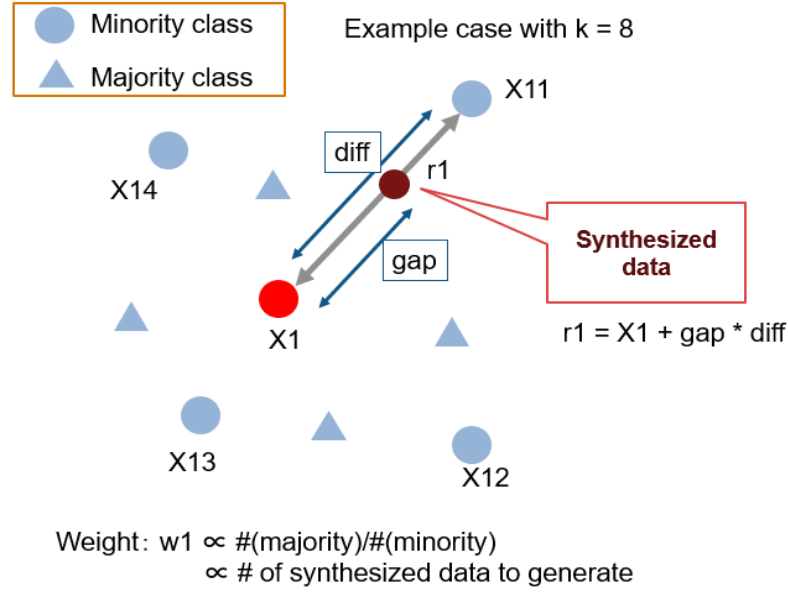 Minority class
Majority class
Example case with k = 8
X11
diff
r1
X14
Synthesized
data
gap
X1
r1 = X1 + gap * diff
X13
X12
Weight: w1 ∝ #(majority)/#(minority)
∝ # of synthesized data to generate